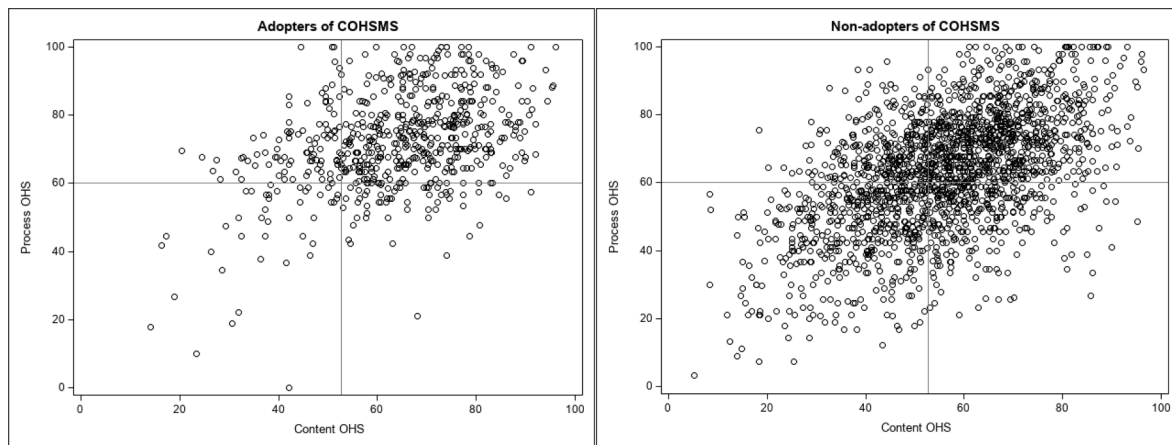 Adopters of COHSMS
100
80
60
40
20
0
Process OHS
0 20 40 60 80 100
Content OHS
Non-adopters of COHSMS
100
80
60
40
20
0
Process OHS
0 20 40 60 80 100
Content OHS